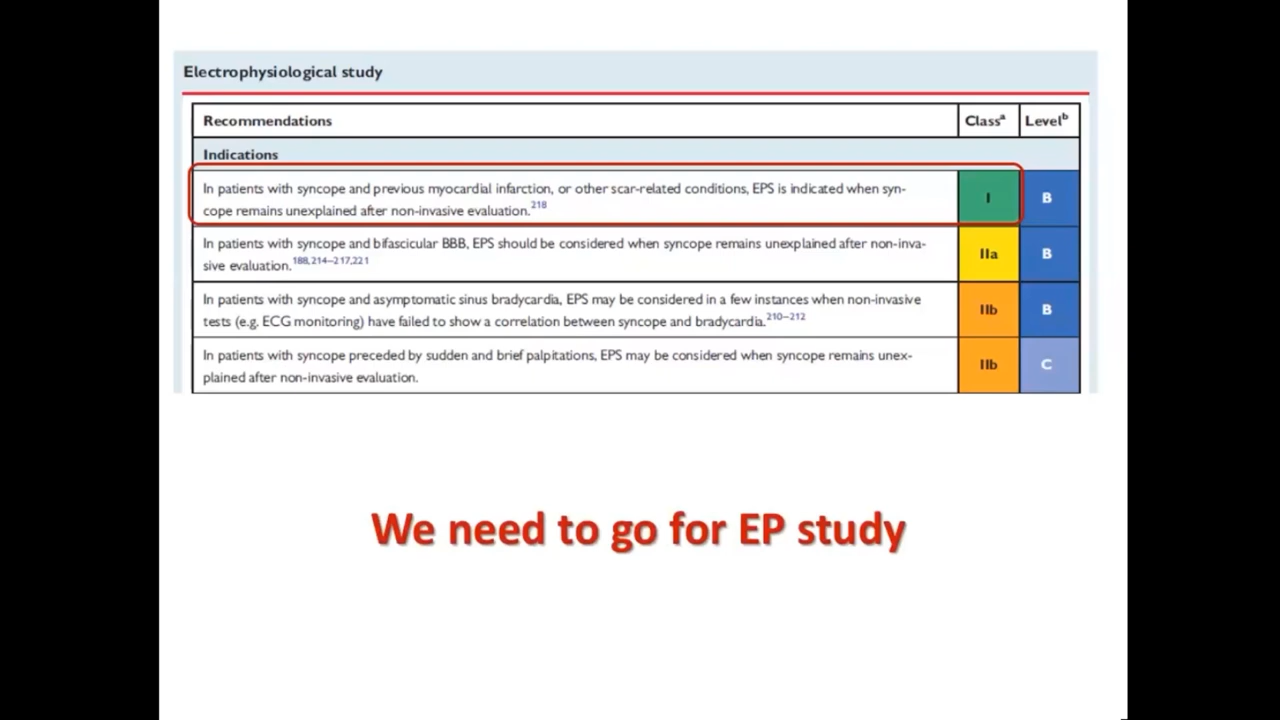 Electrophysiological study
Recommendations Classᵃ Levelᵇ
Indications
In patients with syncope and previous myocardial infarction, or other scar-related conditions, EPS is indicated when syn-
cope remains unexplained after non-invasive evaluation.²¹⁸ I B
In patients with syncope and bifascicular BBB, EPS should be considered when syncope remains unexplained after non-inva-
sive evaluation.¹⁸⁸,²¹⁴⁻²¹⁷,²²¹ IIa B
In patients with syncope and asymptomatic sinus bradycardia, EPS may be considered in a few instances when non-invasive
tests (e.g. ECG monitoring) have failed to show a correlation between syncope and bradycardia.²¹⁰⁻²¹² IIb B
In patients with syncope preceded by sudden and brief palpitations, EPS may be considered when syncope remains unex-
plained after non-invasive evaluation. IIb C
We need to go for EP study